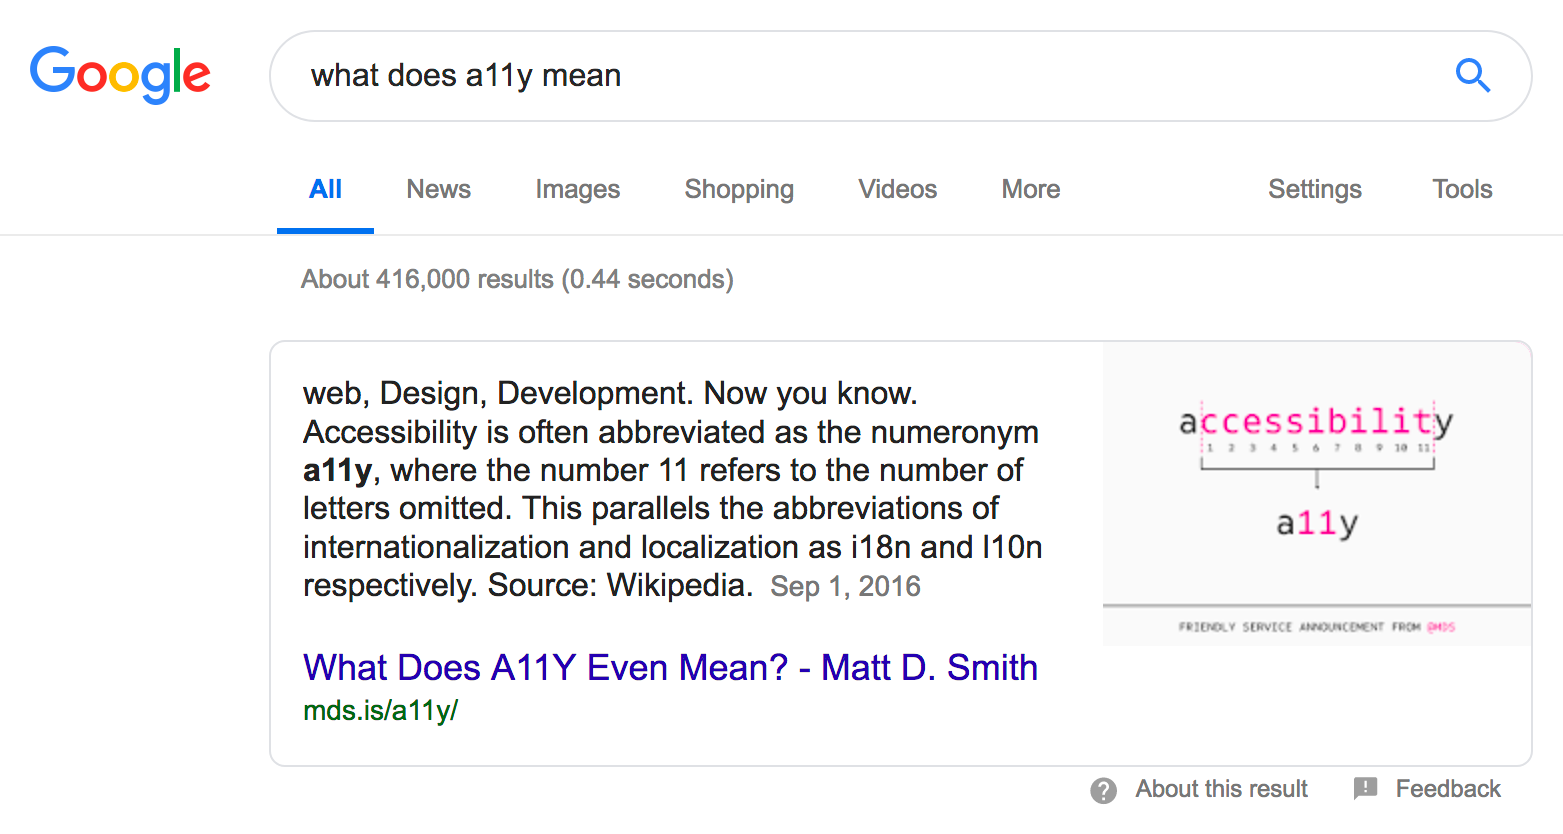 Google
what does a11y mean
All News Images Shopping Videos More Settings Tools
About 416,000 results (0.44 seconds)
web, Design, Development. Now you know.
Accessibility is often abbreviated as the numeronym
a11y, where the number 11 refers to the number of
letters omitted. This parallels the abbreviations of
internationalization and localization as i18n and l10n
respectively. Source: Wikipedia. Sep 1, 2016
What Does A11Y Even Mean? - Matt D. Smith
mds.is/a11y/
accessibility
1 2 3 4 5 6 7 8 9 10 11
a11y
FRIENDLY SERVICE ANNOUNCEMENT FROM @MDS
About this result Feedback